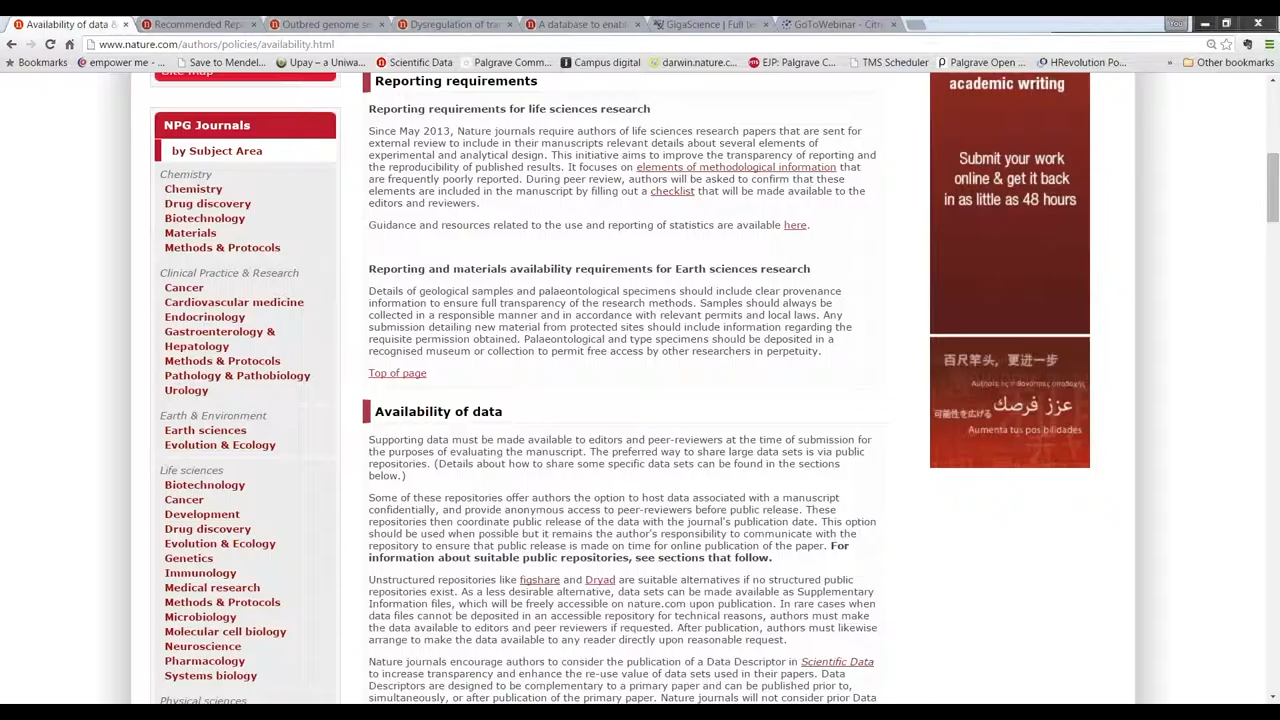 Availability of data &
Recommended Rep
Outbred genome se
Dysregulation of tra
A database to enab
GigaScience | Full te
GoToWebinar - Citr
You
www.nature.com/authors/policies/availability.html
Bookmarks
empower me - ...
Save to Mendel...
Upay – a Uniwa...
Scientific Data
Palgrave Comm...
Campus digital
darwin.nature.c...
EJP: Palgrave C...
TMS Scheduler
Palgrave Open ...
HRevolution Po...
»
Other bookmarks
Site map
NPG Journals
by Subject Area
Chemistry
Chemistry
Drug discovery
Biotechnology
Materials
Methods & Protocols
Clinical Practice & Research
Cancer
Cardiovascular medicine
Endocrinology
Gastroenterology &
Hepatology
Methods & Protocols
Pathology & Pathobiology
Urology
Earth & Environment
Earth sciences
Evolution & Ecology
Life sciences
Biotechnology
Cancer
Development
Drug discovery
Evolution & Ecology
Genetics
Immunology
Medical research
Methods & Protocols
Microbiology
Molecular cell biology
Neuroscience
Pharmacology
Systems biology
Physical sciences
Reporting requirements
Reporting requirements for life sciences research
Since May 2013, Nature journals require authors of life sciences research papers that are sent for
external review to include in their manuscripts relevant details about several elements of
experimental and analytical design. This initiative aims to improve the transparency of reporting and
the reproducibility of published results. It focuses on elements of methodological information that
are frequently poorly reported. During peer review, authors will be asked to confirm that these
elements are included in the manuscript by filling out a checklist that will be made available to the
editors and reviewers.
Guidance and resources related to the use and reporting of statistics are available here.
Reporting and materials availability requirements for Earth sciences research
Details of geological samples and palaeontological specimens should include clear provenance
information to ensure full transparency of the research methods. Samples should always be
collected in a responsible manner and in accordance with relevant permits and local laws. Any
submission detailing new material from protected sites should include information regarding the
requisite permission obtained. Palaeontological and type specimens should be deposited in a
recognised museum or collection to permit free access by other researchers in perpetuity.
Top of page
Availability of data
Supporting data must be made available to editors and peer-reviewers at the time of submission for
the purposes of evaluating the manuscript. The preferred way to share large data sets is via public
repositories. (Details about how to share some specific data sets can be found in the sections
below.)
Some of these repositories offer authors the option to host data associated with a manuscript
confidentially, and provide anonymous access to peer-reviewers before public release. These
repositories then coordinate public release of the data with the journal's publication date. This option
should be used when possible but it remains the author's responsibility to communicate with the
repository to ensure that public release is made on time for online publication of the paper. For
information about suitable public repositories, see sections that follow.
Unstructured repositories like figshare and Dryad are suitable alternatives if no structured public
repositories exist. As a less desirable alternative, data sets can be made available as Supplementary
Information files, which will be freely accessible on nature.com upon publication. In rare cases when
data files cannot be deposited in an accessible repository for technical reasons, authors must make
the data available to editors and peer reviewers if requested. After publication, authors must likewise
arrange to make the data available to any reader directly upon reasonable request.
Nature journals encourage authors to consider the publication of a Data Descriptor in Scientific Data
to increase transparency and enhance the re-use value of data sets used in their papers. Data
Descriptors are designed to be complementary to a primary paper and can be published prior to,
simultaneously, or after publication of the primary paper. Nature journals will not consider prior Data
academic writing
Submit your work
online & get it back
in as little as 48 hours
百尺竿头，更进一步
عزز فرصك
可能性を広げる
Aumenta tus posibilidades